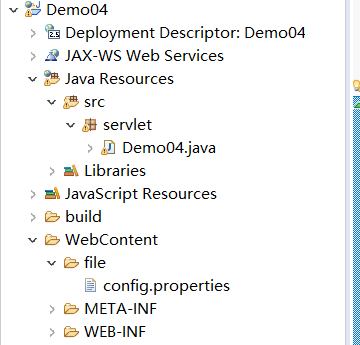 Demo04
Deployment Descriptor: Demo04
JAX-WS Web Services
Java Resources
src
servlet
Demo04.java
Libraries
JavaScript Resources
build
WebContent
file
config.properties
META-INF
WEB-INF